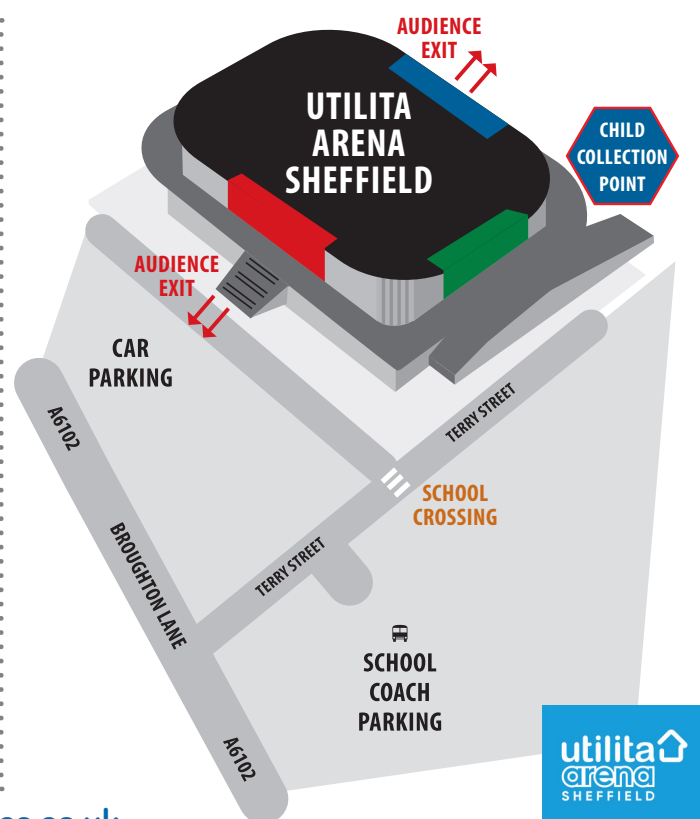 AUDIENCE
EXIT
UTILITA
ARENA
SHEFFIELD
CHILD
COLLECTION
POINT
AUDIENCE
EXIT
CAR
PARKING
A6102
TERRY STREET
SCHOOL
CROSSING
BROUGHTON LANE
TERRY STREET
SCHOOL
COACH
PARKING
A6102
utilita
arena
SHEFFIELD